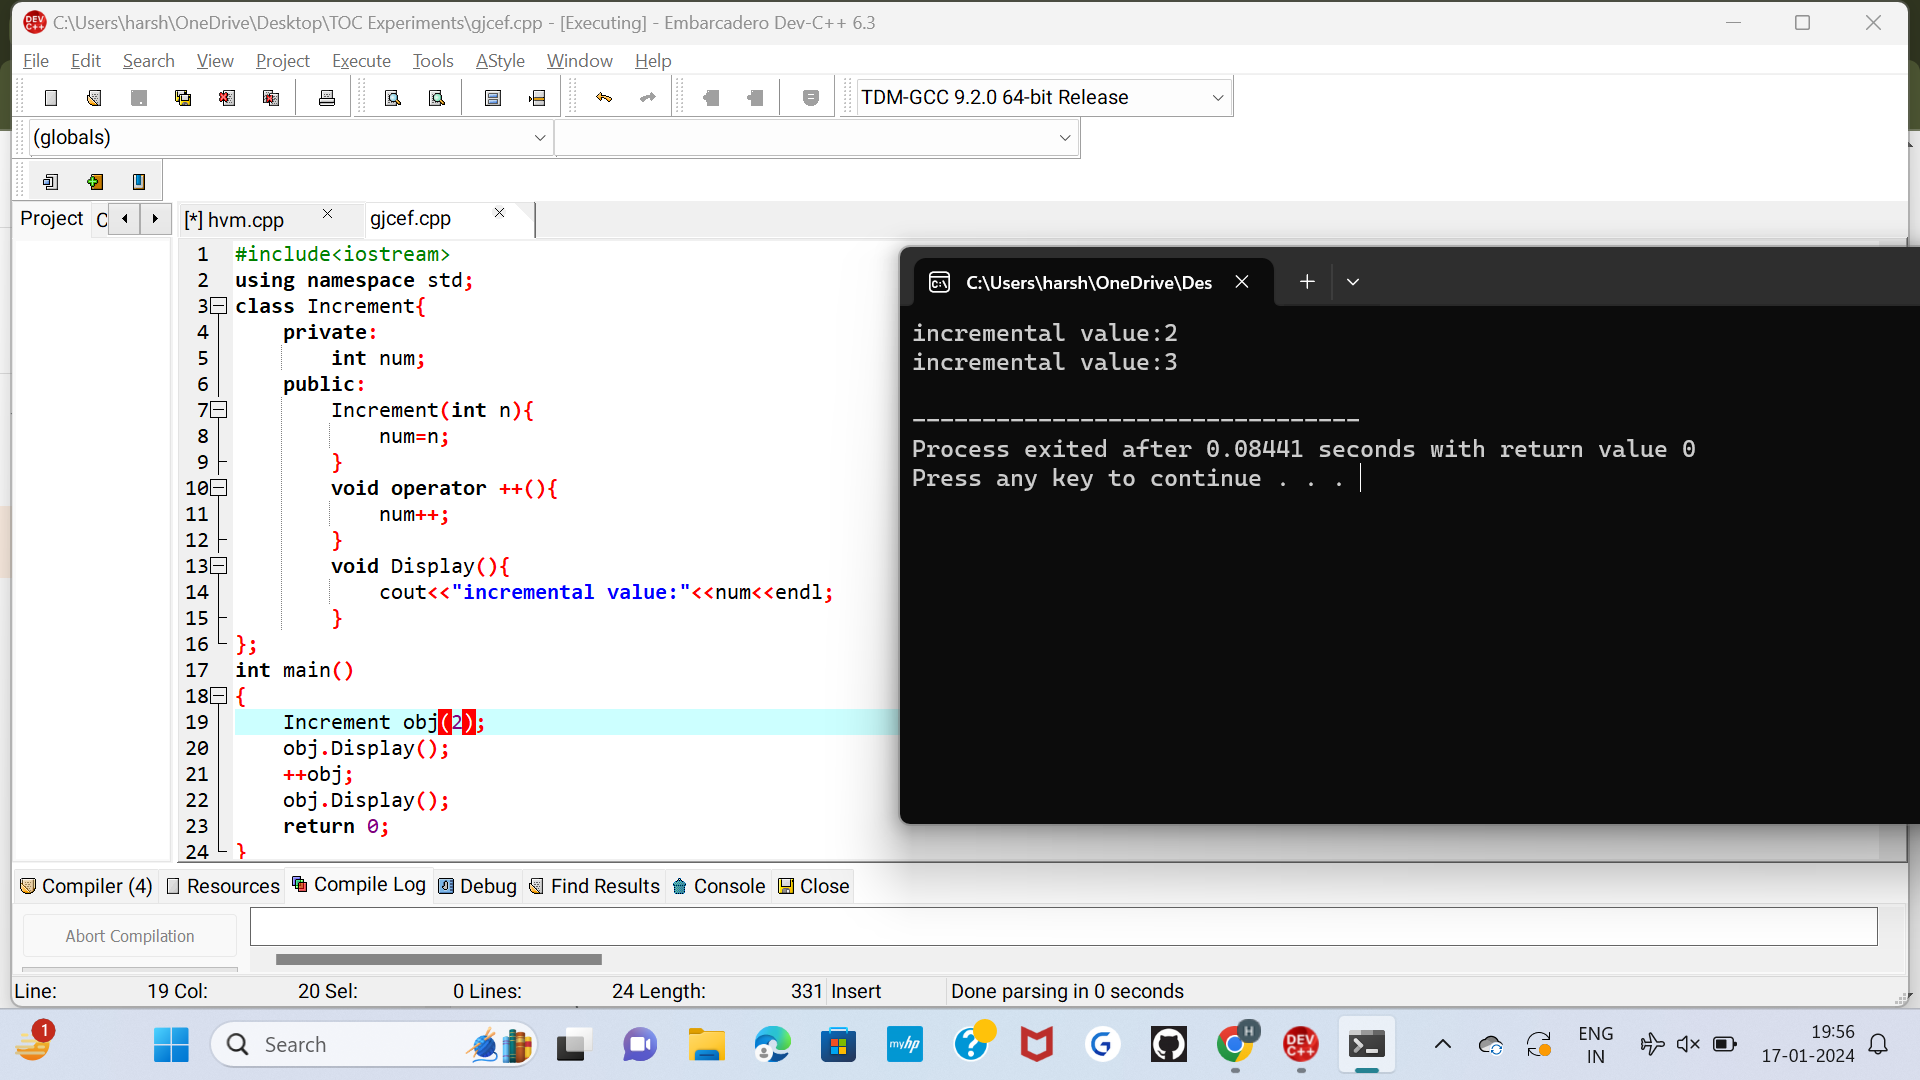 C:\Users\harsh\OneDrive\Desktop\TOC Experiments\gjcef.cpp - [Executing] - Embarcadero Dev-C++ 6.3
File Edit Search View Project Execute Tools AStyle Window Help
TDM-GCC 9.2.0 64-bit Release
(globals)
Project C [*] hvm.cpp gjcef.cpp
1 #include<iostream>
2 using namespace std;
3 class Increment{
4 private:
5 int num;
6 public:
7 Increment(int n){
8 num=n;
9 }
10 void operator ++(){
11 num++;
12 }
13 void Display(){
14 cout<<"incremental value:"<<num<<endl;
15 }
16 };
17 int main()
18 {
19 Increment obj(2);
20 obj.Display();
21 ++obj;
22 obj.Display();
23 return 0;
24 }
C:\Users\harsh\OneDrive\Des
incremental value:2
incremental value:3
--------------------------------
Process exited after 0.08441 seconds with return value 0
Press any key to continue . . .
Compiler (4) Resources Compile Log Debug Find Results Console Close
Abort Compilation
Line: 19 Col: 20 Sel: 0 Lines: 24 Length: 331 Insert Done parsing in 0 seconds
1
Search
myhp
H
DEV C++
ENG
IN
19:56
17-01-2024